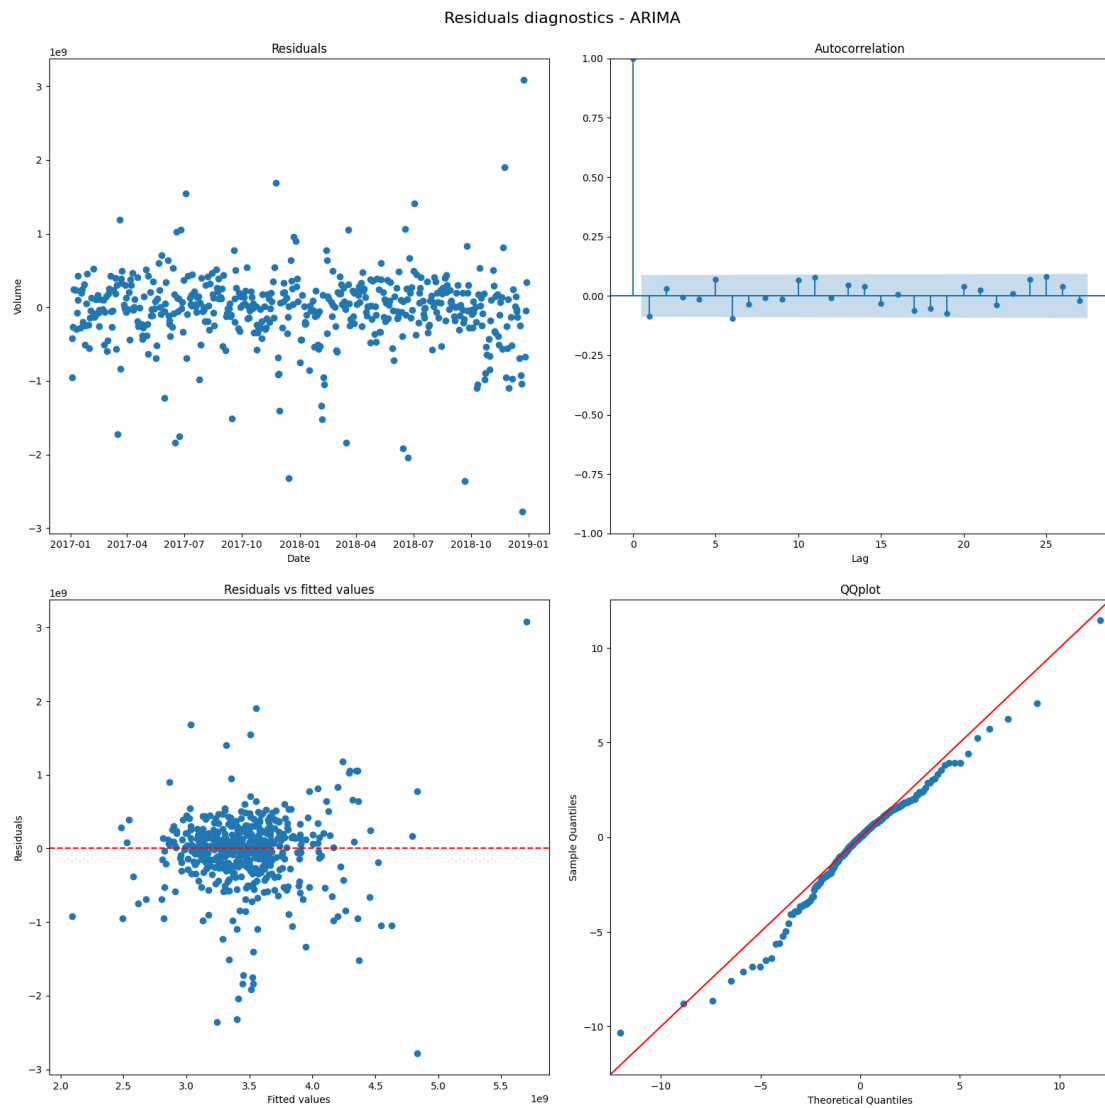 Residuals diagnostics - ARIMA
Residuals
1e9
3
2
1
0
−1
−2
−3
Volume
2017-01 2017-04 2017-07 2017-10 2018-01 2018-04 2018-07 2018-10 2019-01
Date
Autocorrelation
1.00
0.75
0.50
0.25
0.00
−0.25
−0.50
−0.75
−1.00
0 5 10 15 20 25
Lag
Residuals vs fitted values
1e9
3
2
1
0
−1
−2
−3
Residuals
2.0 2.5 3.0 3.5 4.0 4.5 5.0 5.5
Fitted values
1e9
QQplot
10
5
0
−5
−10
Sample Quantiles
−10 −5 0 5 10
Theoretical Quantiles